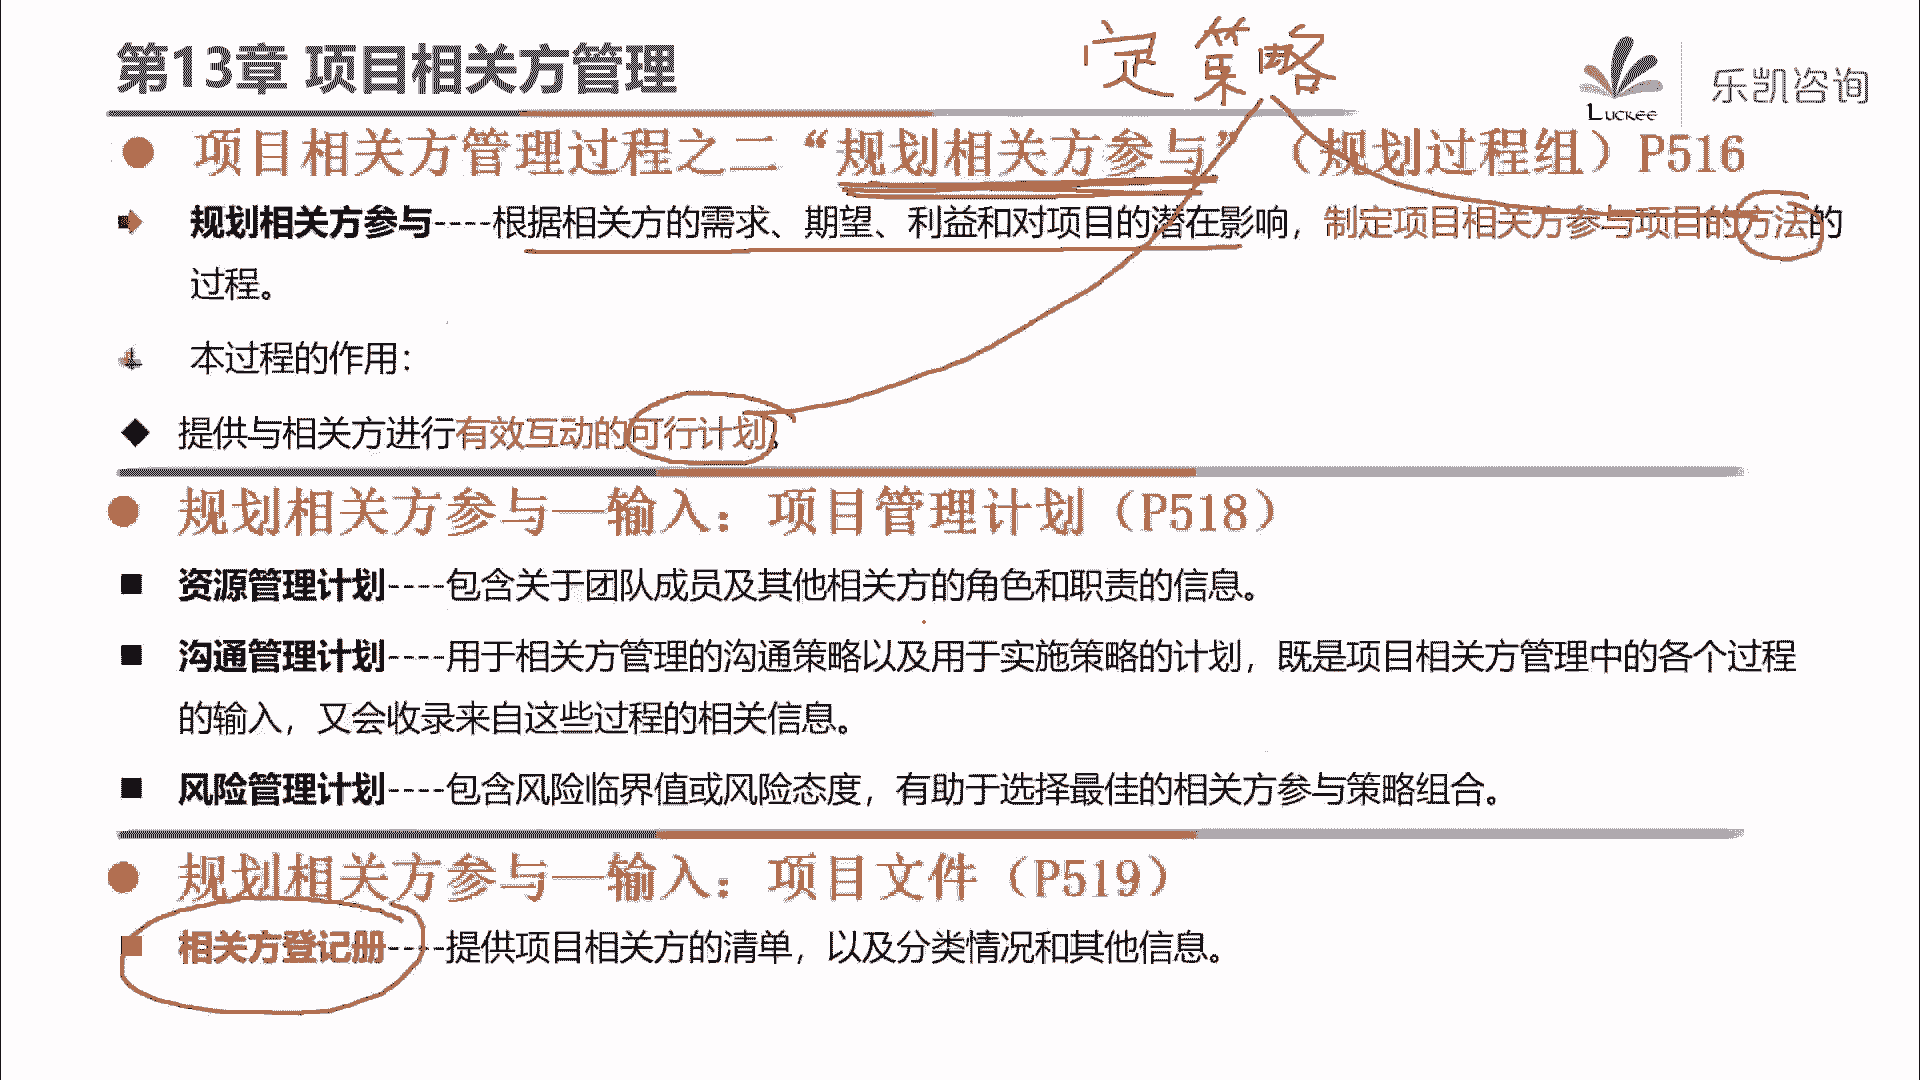 第13章 项目相关方管理
定策略
LUCKEE
乐凯咨询
项目相关方管理过程之二“规划相关方参与”（规划过程组）P516
规划相关方参与----根据相关方的需求、期望、利益和对项目的潜在影响，制定项目相关方参与项目的方法的
过程。
本过程的作用：
提供与相关方进行有效互动的可行计划。
规划相关方参与—输入：项目管理计划（P518）
资源管理计划----包含关于团队成员及其他相关方的角色和职责的信息。
沟通管理计划----用于相关方管理的沟通策略以及用于实施策略的计划，既是项目相关方管理中的各个过程
的输入，又会收录来自这些过程的相关信息。
风险管理计划----包含风险临界值或风险态度，有助于选择最佳的相关方参与策略组合。
规划相关方参与—输入：项目文件（P519）
相关方登记册----提供项目相关方的清单，以及分类情况和其他信息。